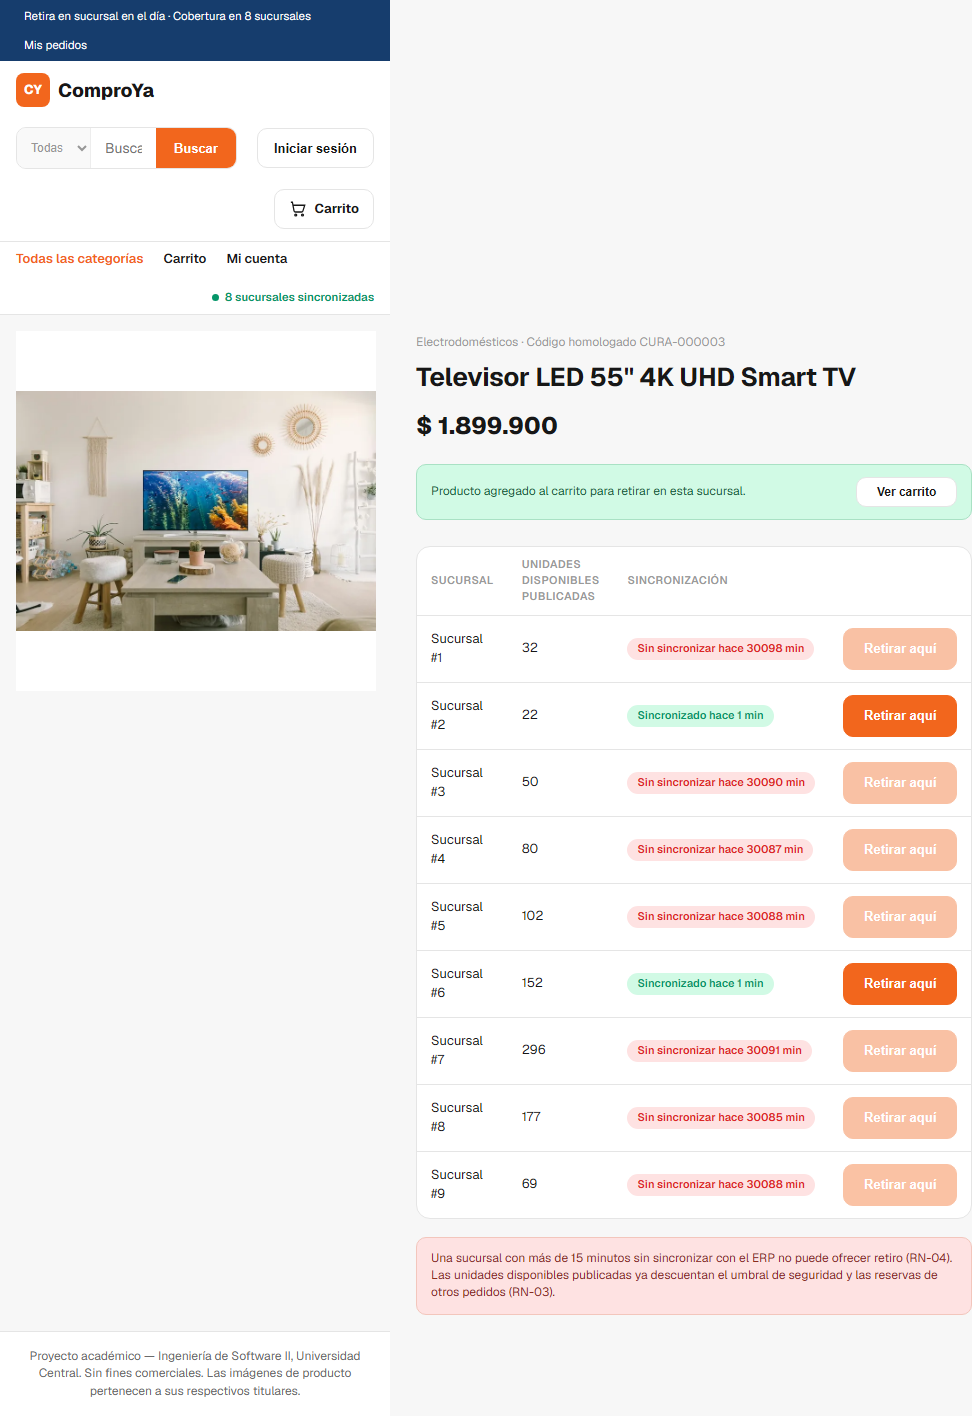 Retira en sucursal en el día · Cobertura en 8 sucursales
Mis pedidos
CY ComproYa
Todas
Busca
Buscar
Iniciar sesión
Carrito
Todas las categorías Carrito Mi cuenta
8 sucursales sincronizadas
Electrodomésticos · Código homologado CURA-000003
Televisor LED 55" 4K UHD Smart TV
$ 1.899.900
Producto agregado al carrito para retirar en esta sucursal.
Ver carrito
SUCURSAL
UNIDADES
DISPONIBLES
PUBLICADAS
SINCRONIZACIÓN
Sucursal
#1
32
Sin sincronizar hace 30098 min
Retirar aquí
Sucursal
#2
22
Sincronizado hace 1 min
Retirar aquí
Sucursal
#3
50
Sin sincronizar hace 30090 min
Retirar aquí
Sucursal
#4
80
Sin sincronizar hace 30087 min
Retirar aquí
Sucursal
#5
102
Sin sincronizar hace 30088 min
Retirar aquí
Sucursal
#6
152
Sincronizado hace 1 min
Retirar aquí
Sucursal
#7
296
Sin sincronizar hace 30091 min
Retirar aquí
Sucursal
#8
177
Sin sincronizar hace 30085 min
Retirar aquí
Sucursal
#9
69
Sin sincronizar hace 30088 min
Retirar aquí
Una sucursal con más de 15 minutos sin sincronizar con el ERP no puede ofrecer retiro (RN-04).
Las unidades disponibles publicadas ya descuentan el umbral de seguridad y las reservas de
otros pedidos (RN-03).
Proyecto académico — Ingeniería de Software II, Universidad
Central. Sin fines comerciales. Las imágenes de producto
pertenecen a sus respectivos titulares.